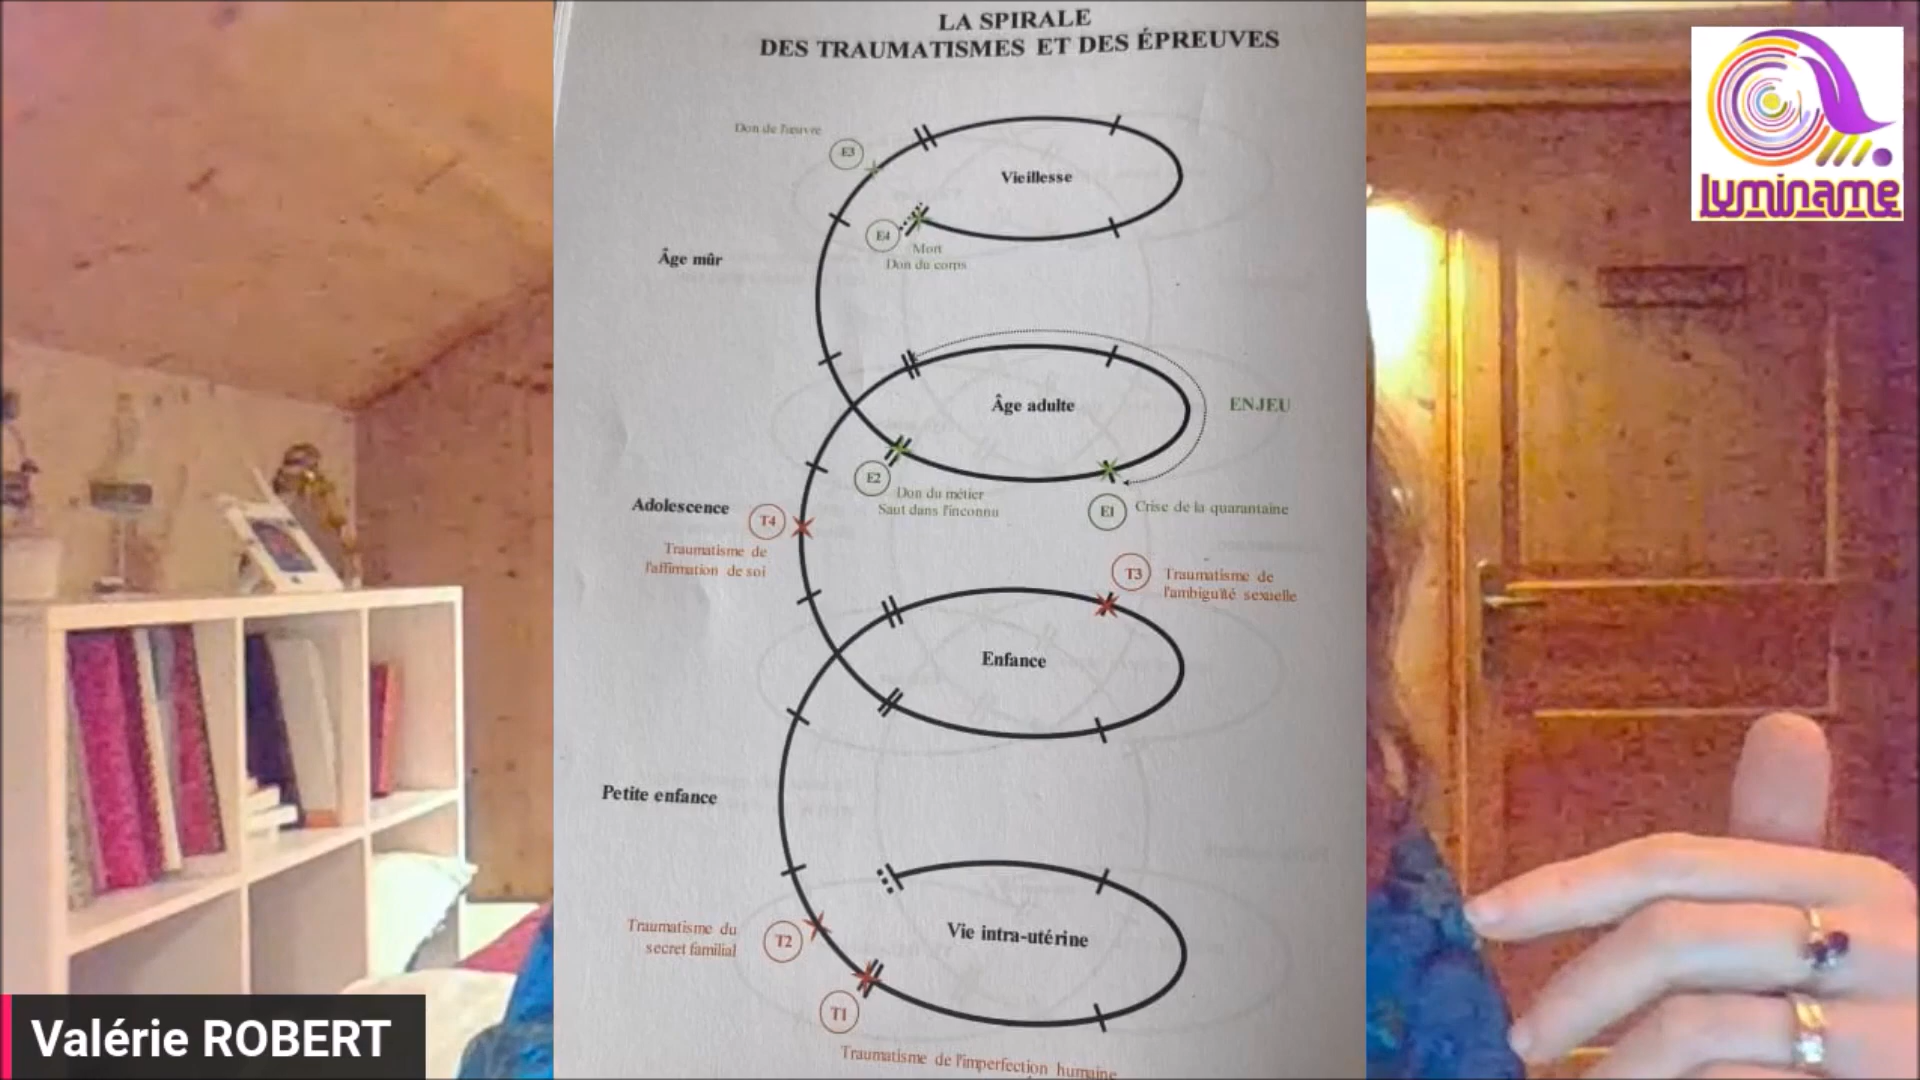 LA SPIRALE
DES TRAUMATISMES ET DES ÉPREUVES
Don de l'œuvre
E3
Vieillesse
E4
Mort
Don du corps
Âge mûr
Âge adulte
ENJEU
E2
Don du métier
Saut dans l'inconnu
E1
Crise de la quarantaine
Adolescence
T4
Traumatisme de
l'affirmation de soi
T3
Traumatisme de
l'ambiguïté sexuelle
Enfance
Petite enfance
Vie intra-utérine
Traumatisme du
secret familial
T2
T1
Traumatisme de l'imperfection humaine
luminame
Valérie ROBERT